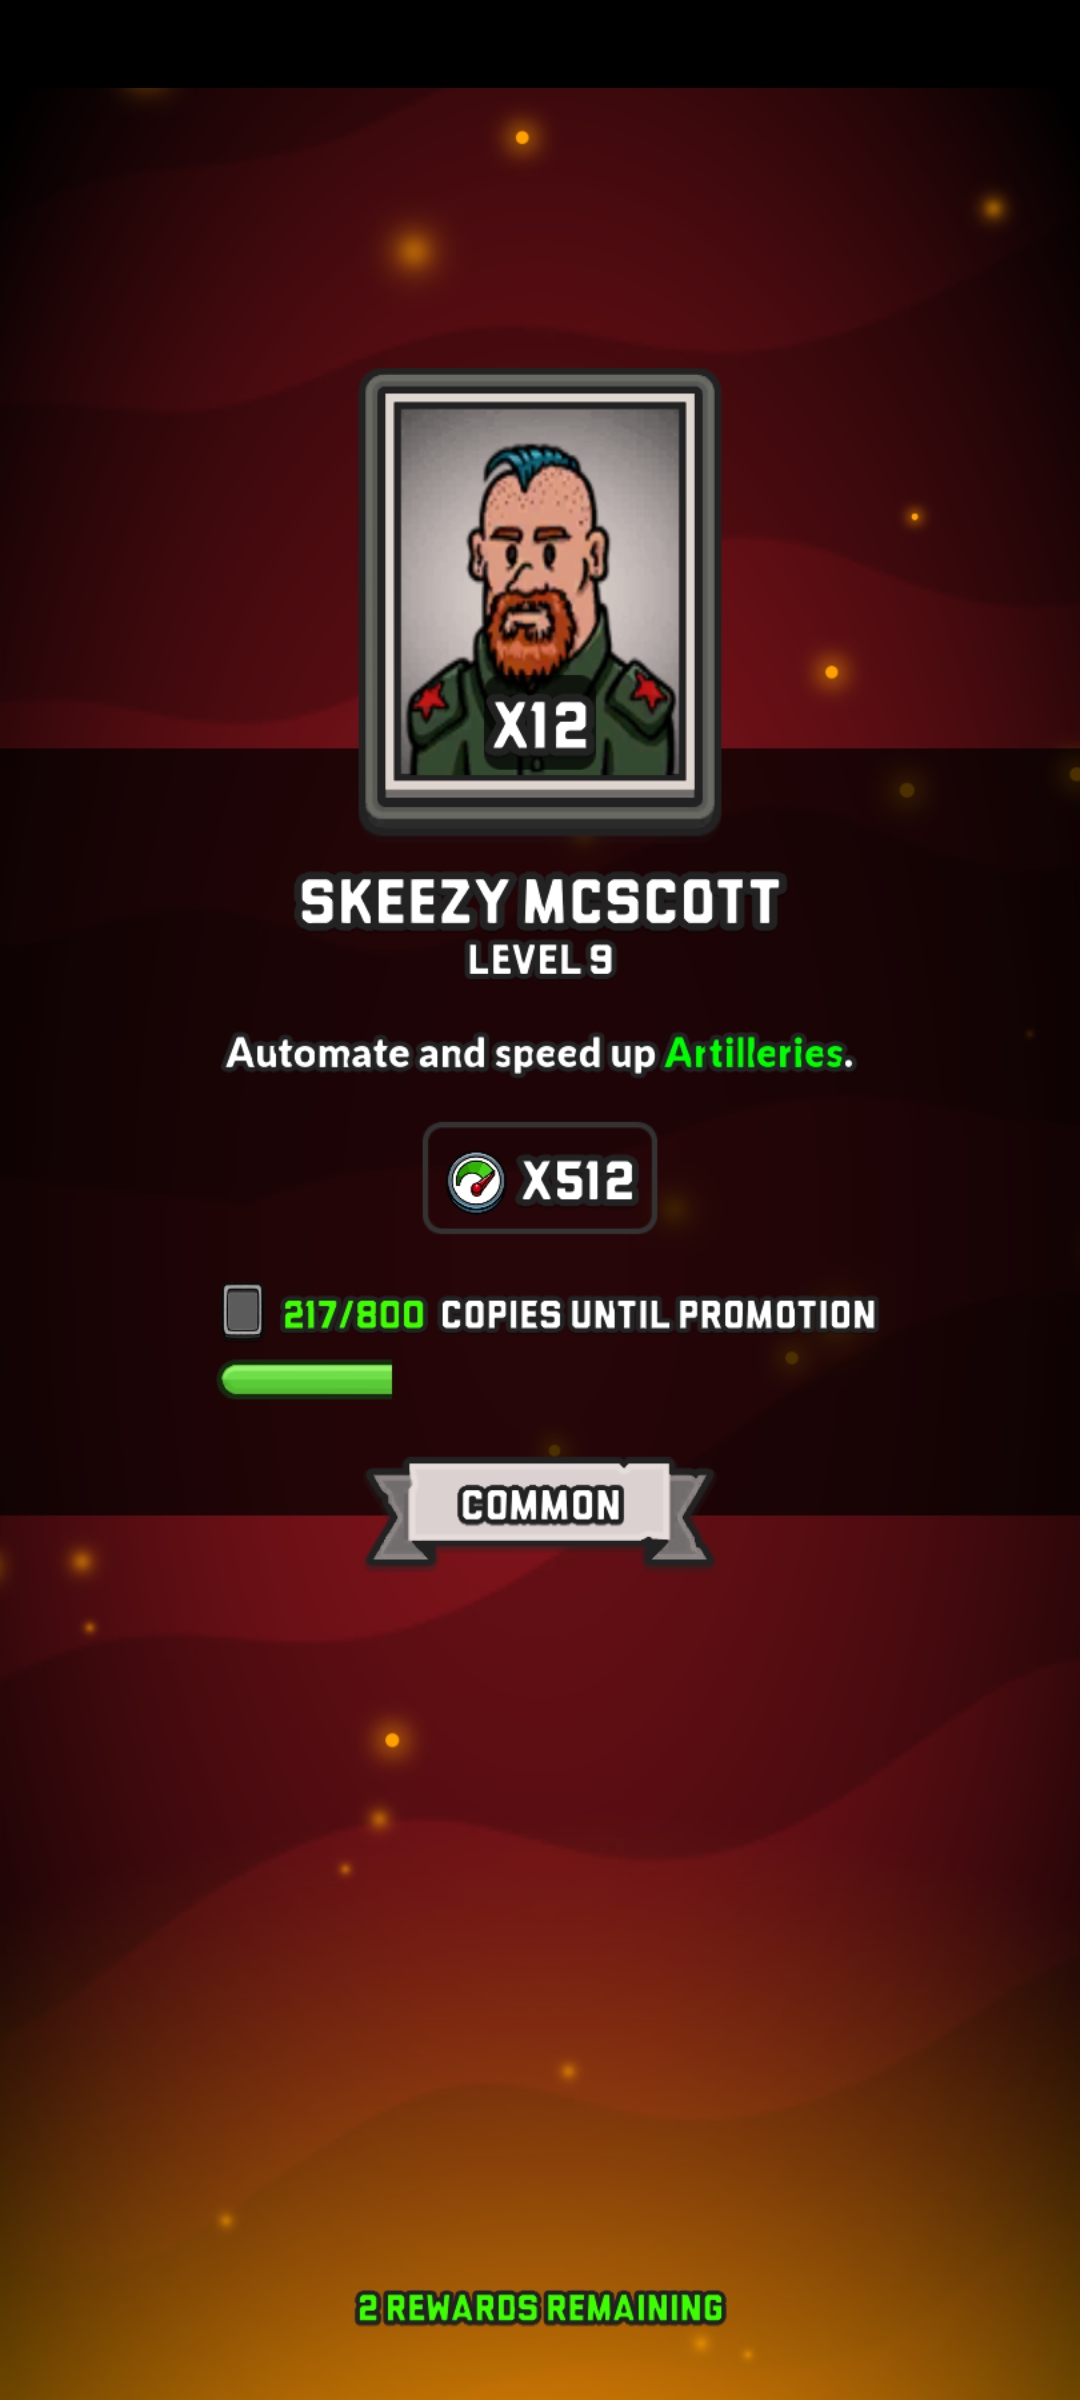 X12
SKEEZY MCSCOTT
LEVEL 9
Automate and speed up Artilleries.
X512
217/800 COPIES UNTIL PROMOTION
COMMON
2 REWARDS REMAINING